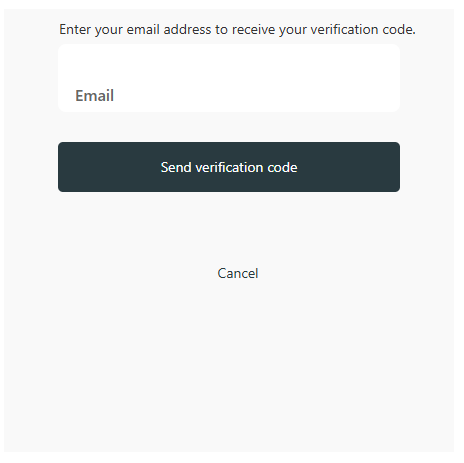 Enter your email address to receive your verification code.
Email
Send verification code
Cancel